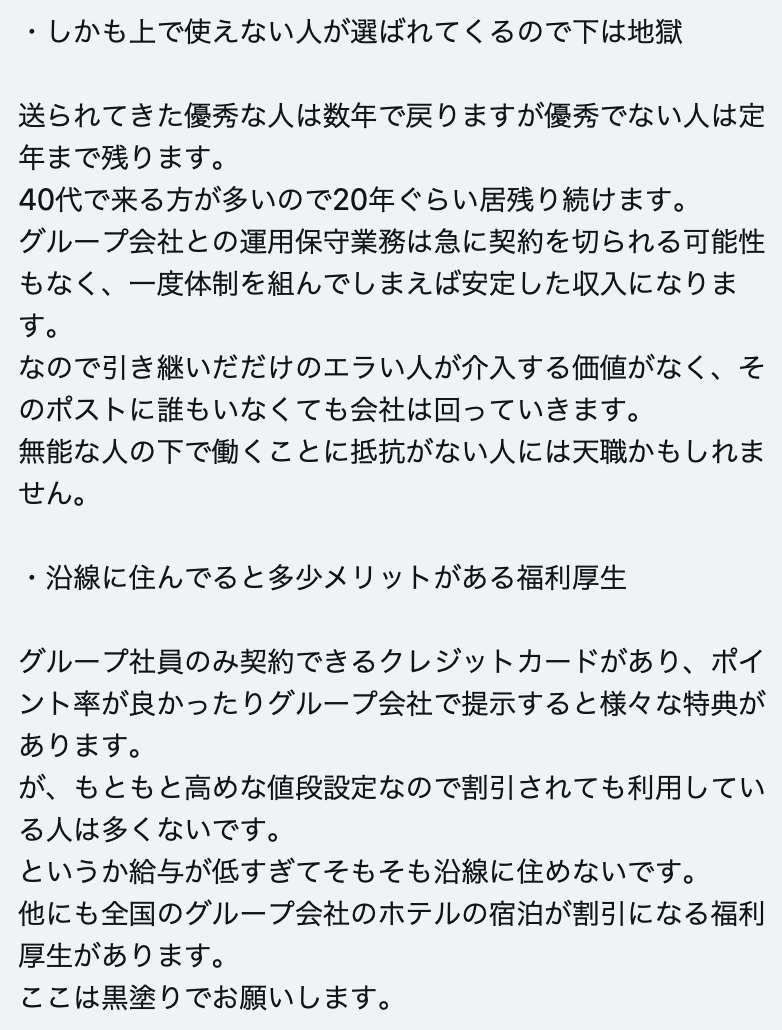 ・しかも上で使えない人が選ばれてくるので下は地獄
送られてきた優秀な人は数年で戻りますが優秀でない人は定
年まで残ります。
40代で来る方が多いので20年ぐらい居残り続けます。
グループ会社との運用保守業務は急に契約を切られる可能性
もなく、一度体制を組んでしまえば安定した収入になりま
す。
なので引き継いだだけのエラい人が介入する価値がなく、そ
のポストに誰もいなくても会社は回っていきます。
無能な人の下で働くことに抵抗がない人には天職かもしれま
せん。
・沿線に住んでると多少メリットがある福利厚生
グループ社員のみ契約できるクレジットカードがあり、ポイ
ント率が良かったりグループ会社で提示すると様々な特典が
あります。
が、もともと高めな値段設定なので割引されても利用してい
る人は多くないです。
というか給与が低すぎてそもそも沿線に住めないです。
他にも全国のグループ会社のホテルの宿泊が割引になる福利
厚生があります。
ここは黒塗りでお願いします。